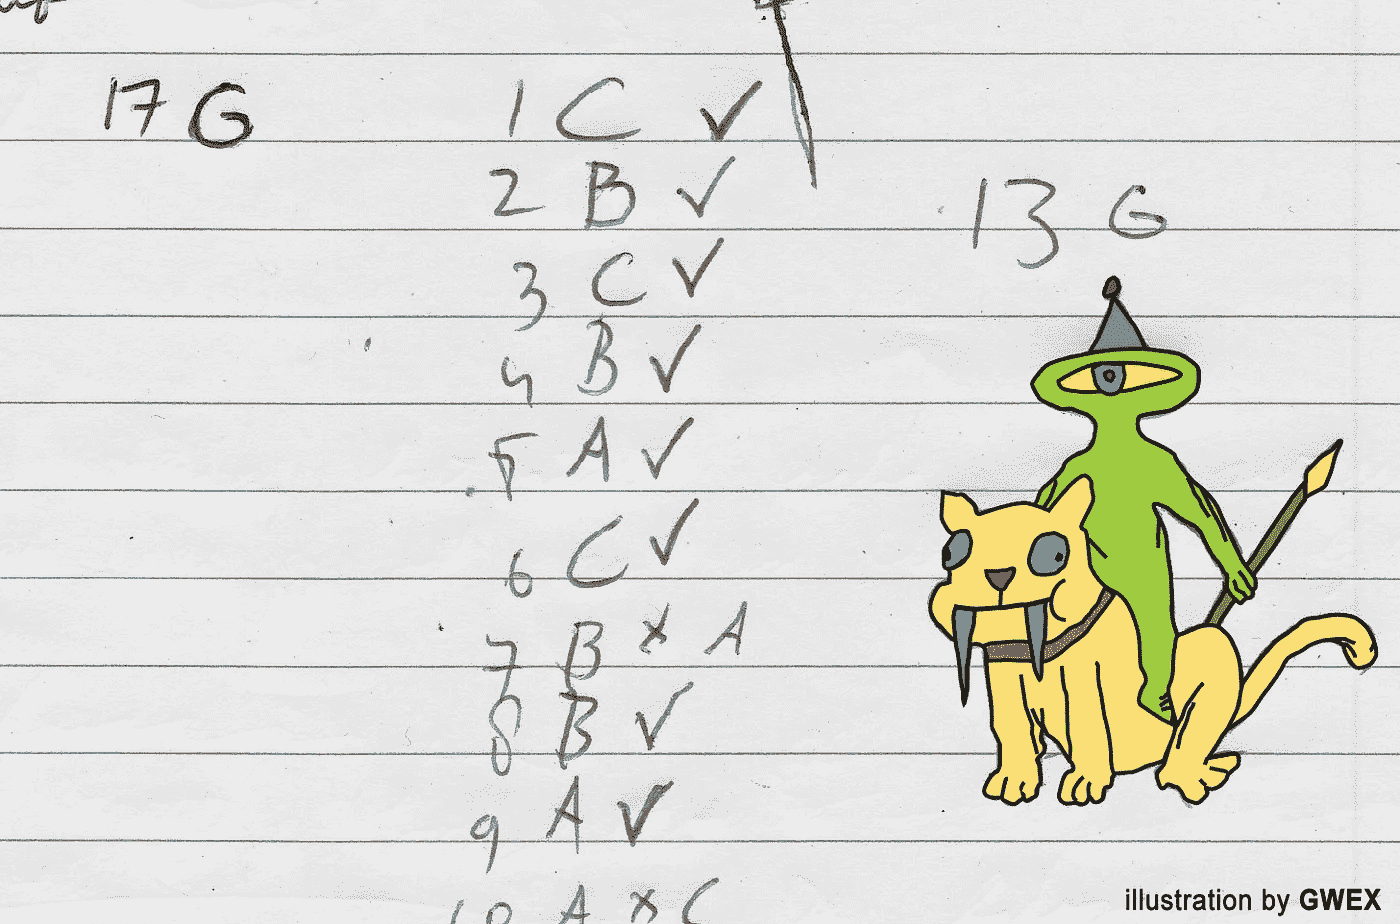 17 G
1 C ✓
2 B ✓
13 G
3 C ✓
4 B ✓
5 A ✓
6 C ✓
7 B x A
8 B ✓
9 A ✓
10 A x C
illustration by GWEX